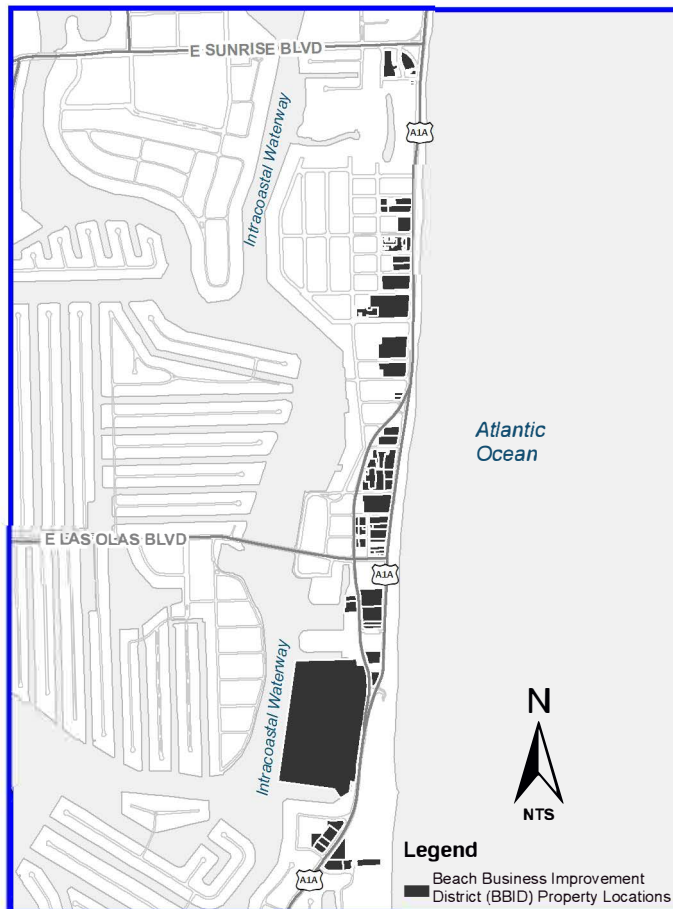 E SUNRISE BLVD
A1A
Intracoastal Waterway
Atlantic
Ocean
E LAS OLAS BLVD
A1A
Intracoastal Waterway
N
NTS
Legend
Beach Business Improvement
District (BBID) Property Locations
A1A